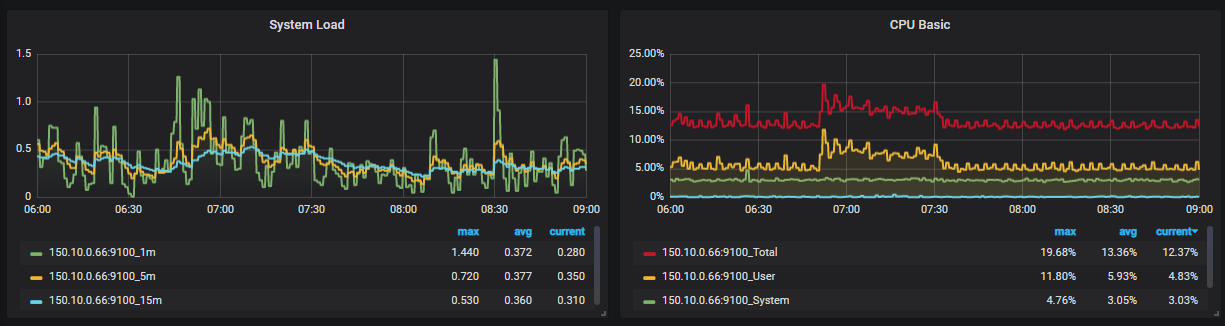 System Load
1.5
1.0
0.5
0
06:00 06:30 07:00 07:30 08:00 08:30 09:00
max avg current
150.10.0.66:9100_1m 1.440 0.372 0.280
150.10.0.66:9100_5m 0.720 0.377 0.350
150.10.0.66:9100_15m 0.530 0.360 0.310
CPU Basic
25.00%
20.00%
15.00%
10.00%
5.00%
0%
06:00 06:30 07:00 07:30 08:00 08:30 09:00
max avg current
150.10.0.66:9100_Total 19.68% 13.36% 12.37%
150.10.0.66:9100_User 11.80% 5.93% 4.83%
150.10.0.66:9100_System 4.76% 3.05% 3.03%